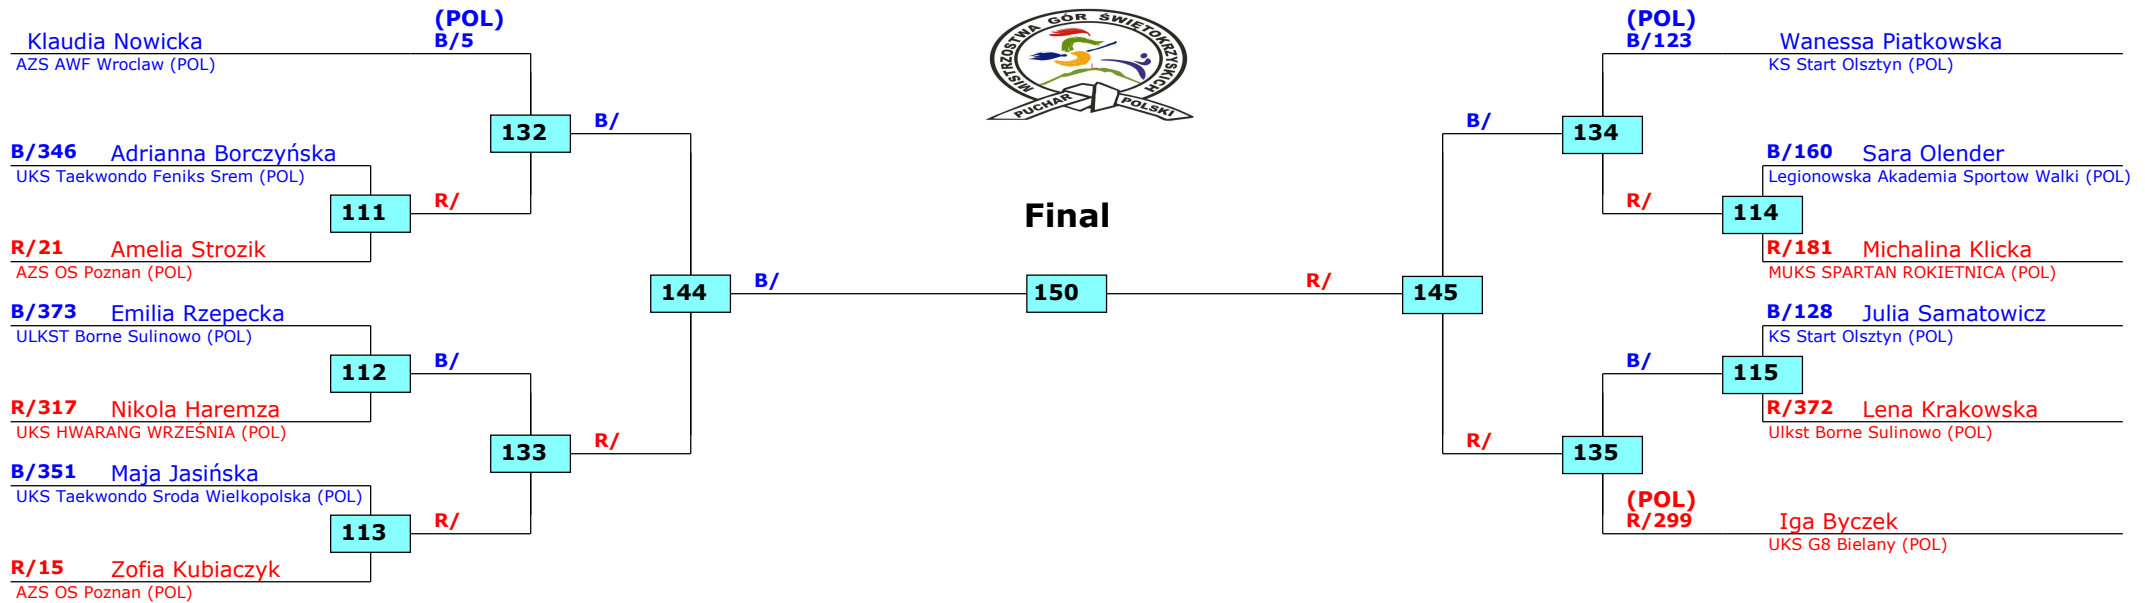 (POL)
Klaudia Nowicka
B/5
AZS AWF Wroclaw (POL)
132
B/
B/346 Adrianna Borczyńska
UKS Taekwondo Feniks Srem (POL)
111
R/
R/21 Amelia Strozik
AZS OS Poznan (POL)
144
B/
B/373 Emilia Rzepecka
ULKST Borne Sulinowo (POL)
112
B/
R/317 Nikola Haremza
UKS HWARANG WRZEŚNIA (POL)
133
R/
B/351 Maja Jasińska
UKS Taekwondo Sroda Wielkopolska (POL)
113
R/
R/15 Zofia Kubiaczyk
AZS OS Poznan (POL)
MISTRZOSTWA GÓR ŚWIETOKRZYSKICH
PUCHAR POLSKI
Final
150
(POL)
B/123 Wanessa Piatkowska
KS Start Olsztyn (POL)
B/
134
B/160 Sara Olender
Legionowska Akademia Sportow Walki (POL)
R/
114
R/181 Michalina Klicka
MUKS SPARTAN ROKIETNICA (POL)
R/
145
B/128 Julia Samatowicz
KS Start Olsztyn (POL)
B/
115
R/372 Lena Krakowska
Ulkst Borne Sulinowo (POL)
R/
135
(POL)
R/299 Iga Byczek
UKS G8 Bielany (POL)